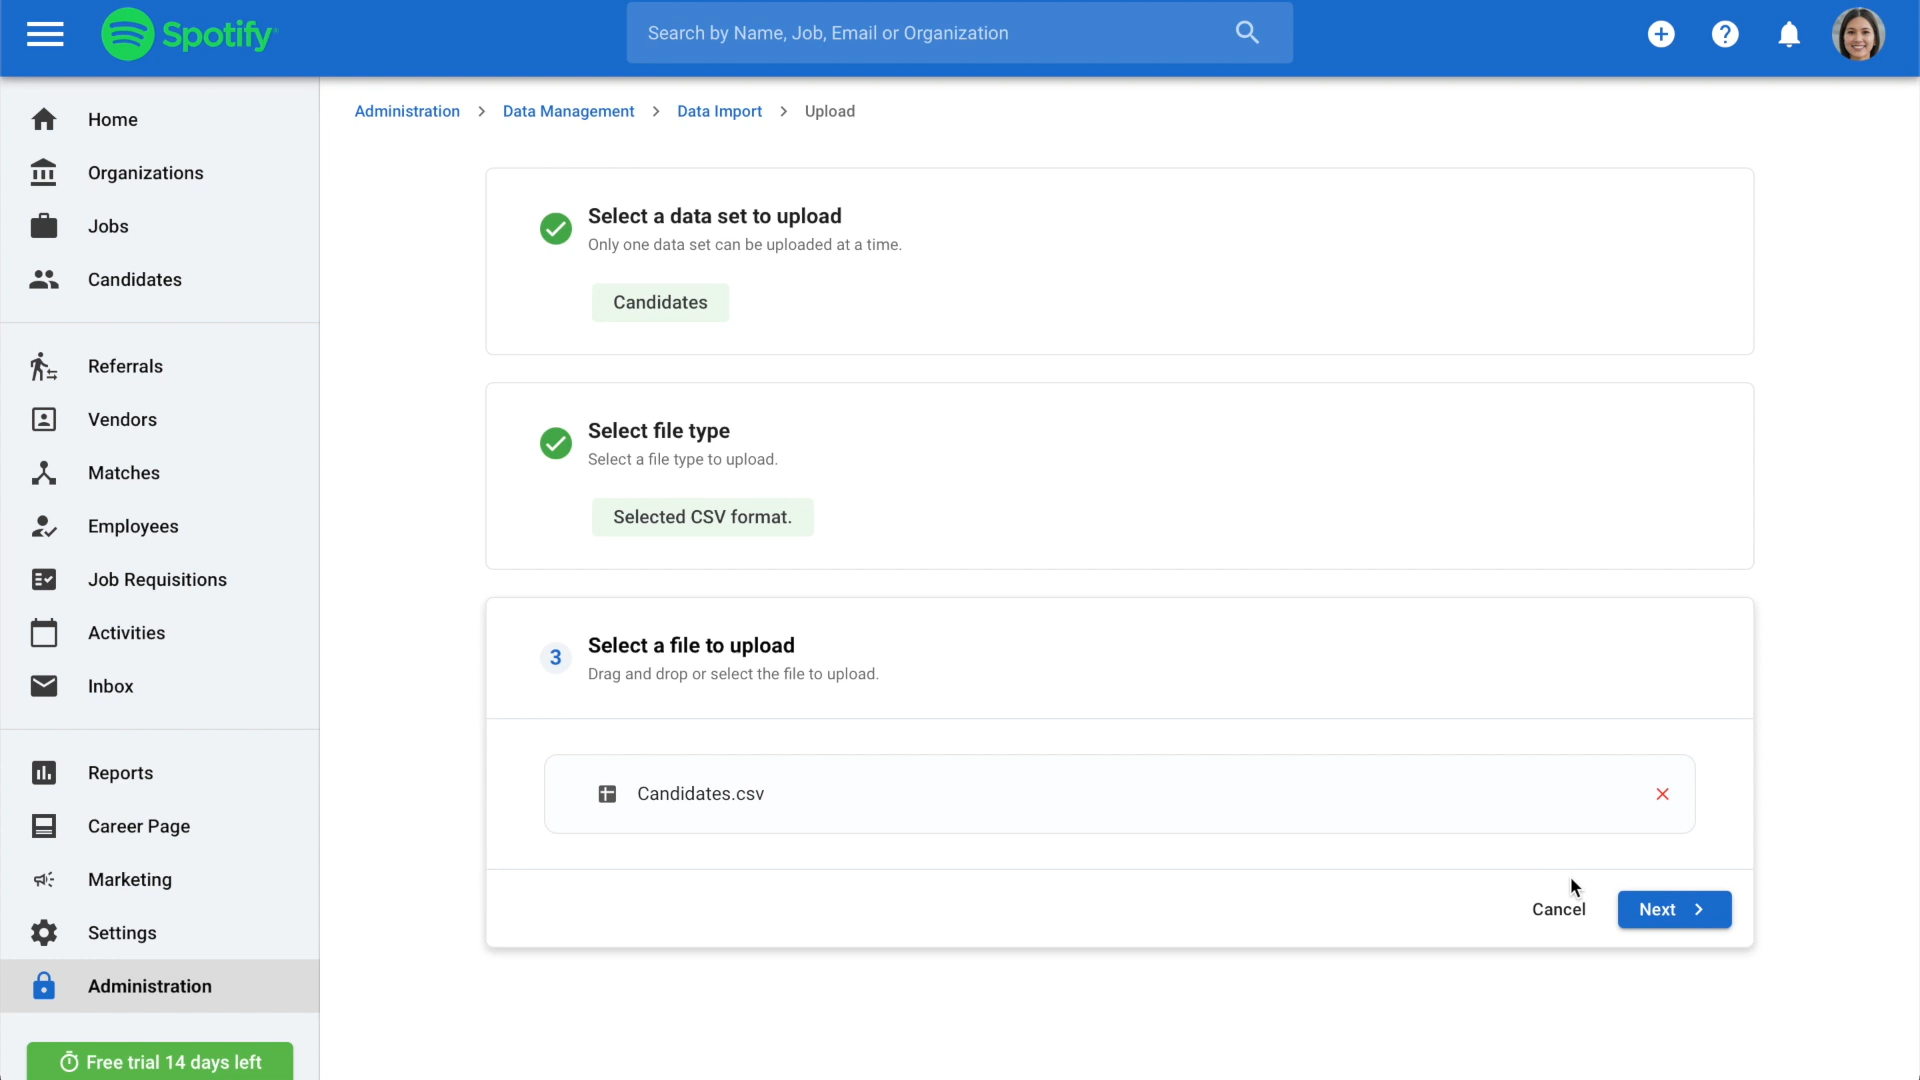 Spotify
Search by Name, Job, Email or Organization
Home
Organizations
Jobs
Candidates
Referrals
Vendors
Matches
Employees
Job Requisitions
Activities
Inbox
Reports
Career Page
Marketing
Settings
Administration
Free trial 14 days left
Administration > Data Management > Data Import > Upload
Select a data set to upload
Only one data set can be uploaded at a time.
Candidates
Select file type
Select a file type to upload.
Selected CSV format.
3
Select a file to upload
Drag and drop or select the file to upload.
Candidates.csv
Cancel
Next